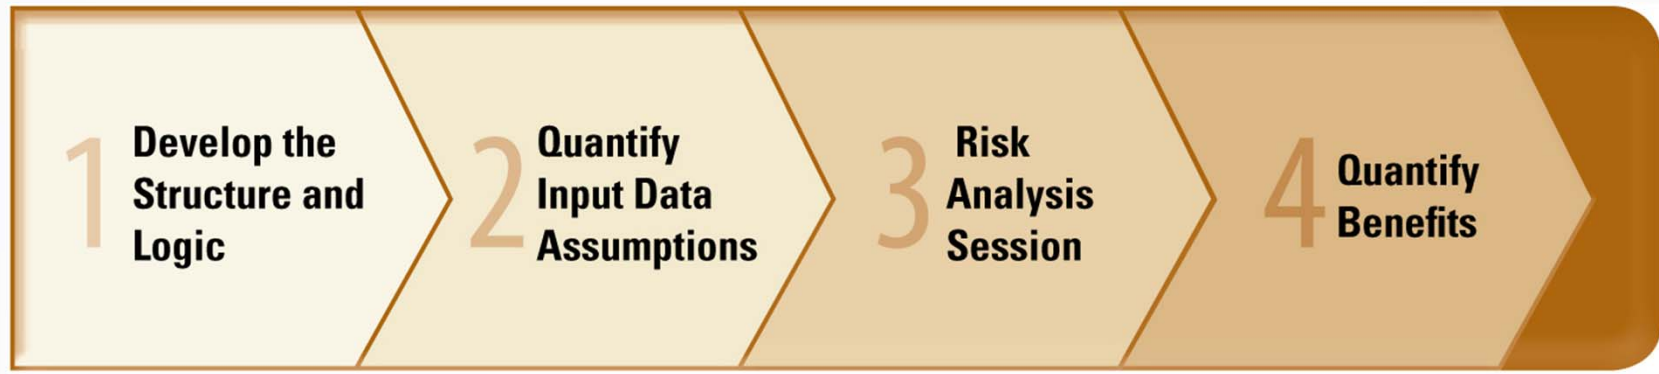 1
Develop the
Structure and
Logic
2
Quantify
Input Data
Assumptions
3
Risk
Analysis
Session
4
Quantify
Benefits